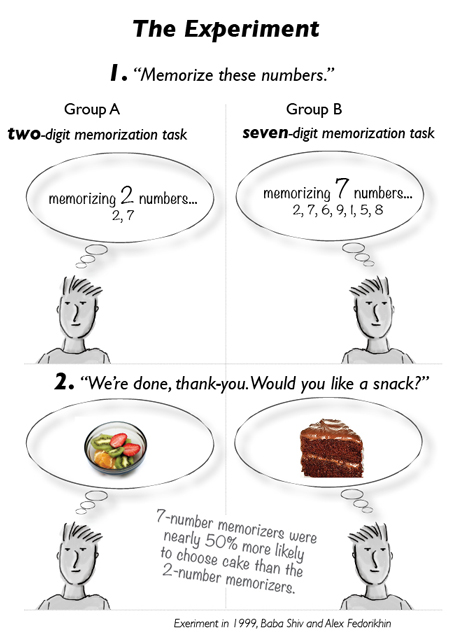 The Experiment
1. “Memorize these numbers.”
Group A
two-digit memorization task
memorizing 2 numbers...
2, 7
Group B
seven-digit memorization task
memorizing 7 numbers...
2, 7, 6, 9, 1, 5, 8
2. “We’re done, thank-you. Would you like a snack?”
7-number memorizers were
nearly 50% more likely
to choose cake than the
2-number memorizers.
Exeriment in 1999, Baba Shiv and Alex Fedorikhin